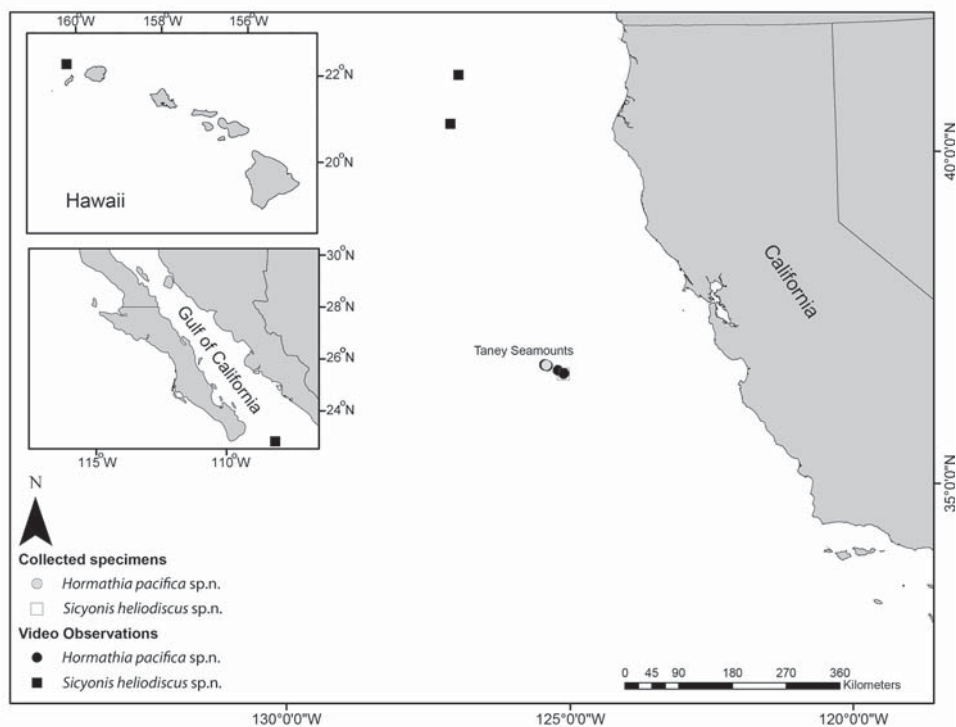 160°W
158°W
156°W
22°N
20°N
Hawaii
30°N
28°N
26°N
24°N
Gulf of California
115°W
110°W
California
Taney Seamounts
40°0'0"N
35°0'0"N
N
Collected specimens
Hormathia pacifica sp.n.
Sicyonis heliodiscus sp.n.
Video Observations
Hormathia pacifica sp.n.
Sicyonis heliodiscus sp.n.
0 45 90 180 270 360
Kilometers
130°0'0"W
125°0'0"W
120°0'0"W